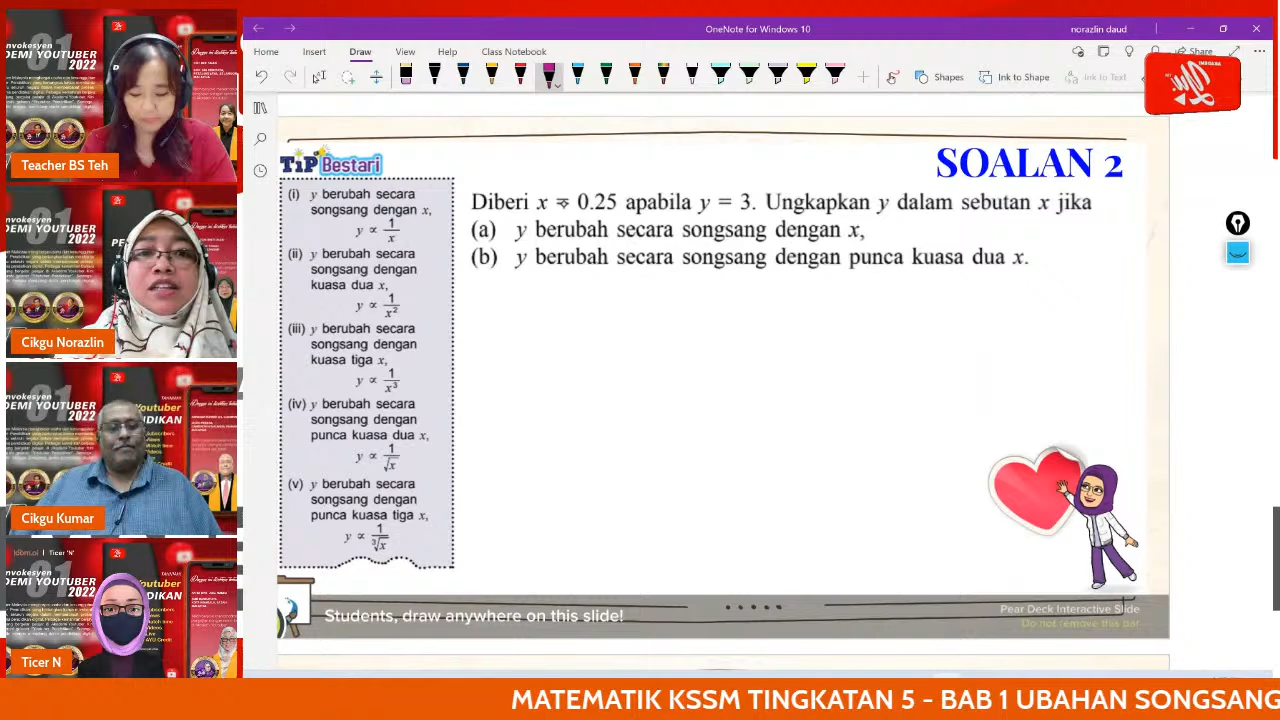 OneNote for Windows 10
norazlin daud
Home Insert Draw View Help Class Notebook
Share
Shapes Ink to Shape Ink to Text
TiP Bestari
SOALAN 2
(i) y berubah secara
songsang dengan x,
y ∝ 1/x
(ii) y berubah secara
songsang dengan
kuasa dua x,
y ∝ 1/x²
(iii) y berubah secara
songsang dengan
kuasa tiga x,
y ∝ 1/x³
(iv) y berubah secara
songsang dengan
punca kuasa dua x,
y ∝ 1/√x
(v) y berubah secara
songsang dengan
punca kuasa tiga x,
y ∝ 1/∛x
Diberi x = 0.25 apabila y = 3. Ungkapkan y dalam sebutan x jika
(a) y berubah secara songsang dengan x,
(b) y berubah secara songsang dengan punca kuasa dua x.
Students, draw anywhere on this slide!
Pear Deck Interactive Slide
Do not remove this bar
Teacher BS Teh
Cikgu Norazlin
Cikgu Kumar
Ticer N
MATEMATIK KSSM TINGKATAN 5 - BAB 1 UBAHAN SONGSANG